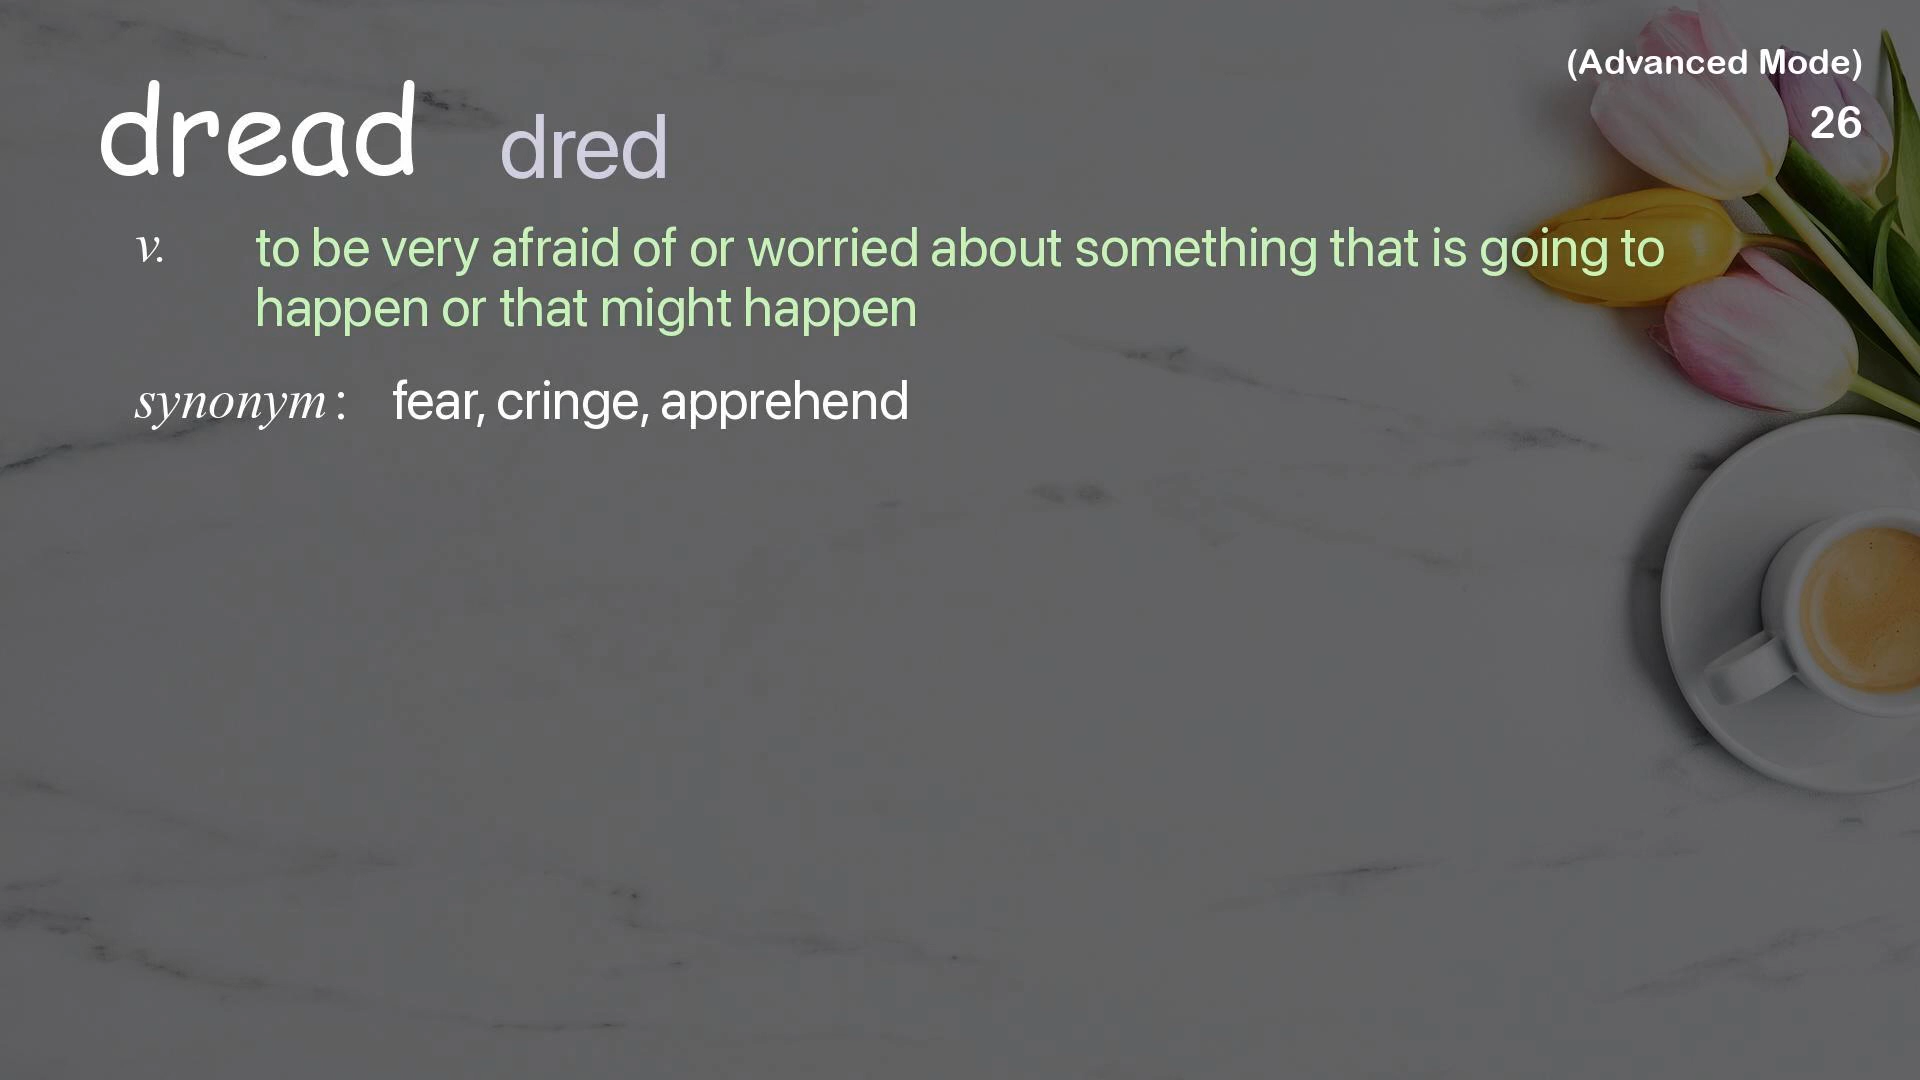 (Advanced Mode)
26
dread dred
v. to be very afraid of or worried about something that is going to
happen or that might happen
synonym: fear, cringe, apprehend